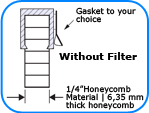 Gasket to your
choice
Without Filter
1/4"Honeycomb
Material | 6,35 mm
thick honeycomb